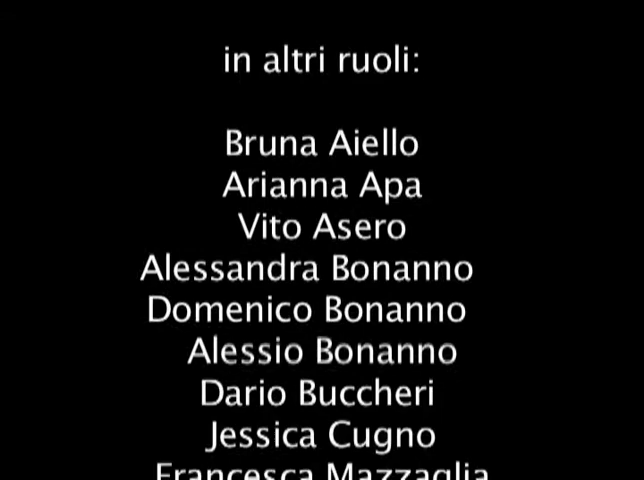 in altri ruoli:
Bruna Aiello
Arianna Apa
Vito Asero
Alessandra Bonanno
Domenico Bonanno
Alessio Bonanno
Dario Buccheri
Jessica Cugno
Francesca Mazzaglia